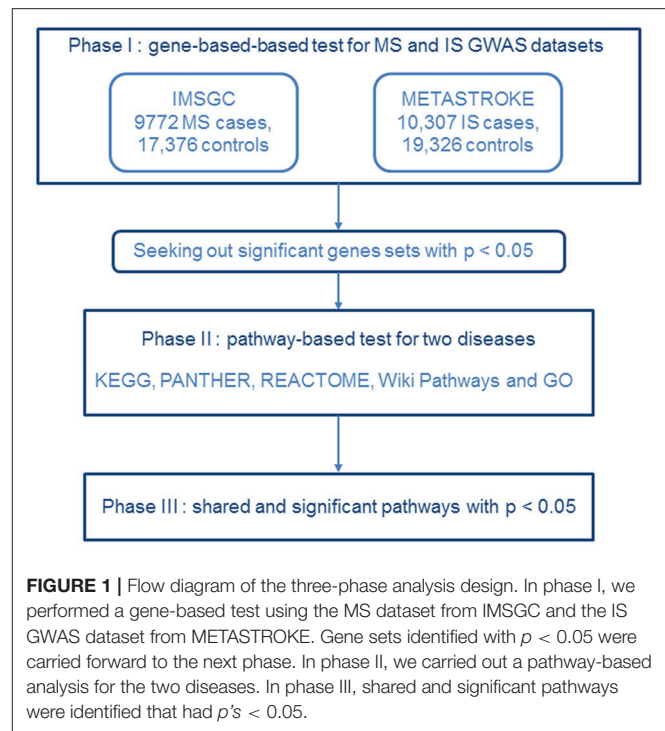 Phase I : gene-based-based test for MS and IS GWAS datasets
IMSGC
9772 MS cases,
17,376 controls
METASTROKE
10,307 IS cases,
19,326 controls
Seeking out significant genes sets with p < 0.05
Phase II : pathway-based test for two diseases
KEGG, PANTHER, REACTOME, Wiki Pathways and GO
Phase III : shared and significant pathways with p < 0.05
FIGURE 1 | Flow diagram of the three-phase analysis design. In phase I, we
performed a gene-based test using the MS dataset from IMSGC and the IS
GWAS dataset from METASTROKE. Gene sets identified with p < 0.05 were
carried forward to the next phase. In phase II, we carried out a pathway-based
analysis for the two diseases. In phase III, shared and significant pathways
were identified that had p's < 0.05.